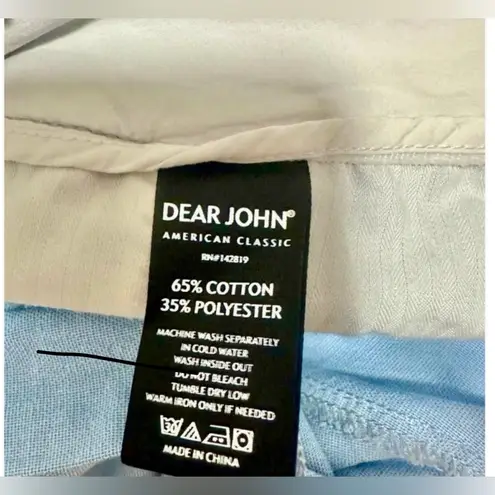 DEAR JOHN®
AMERICAN CLASSIC
RN#142819
65% COTTON
35% POLYESTER
MACHINE WASH SEPARATELY
IN COLD WATER
WASH INSIDE OUT
DO NOT BLEACH
TUMBLE DRY LOW
WARM IRON ONLY IF NEEDED
30
MADE IN CHINA